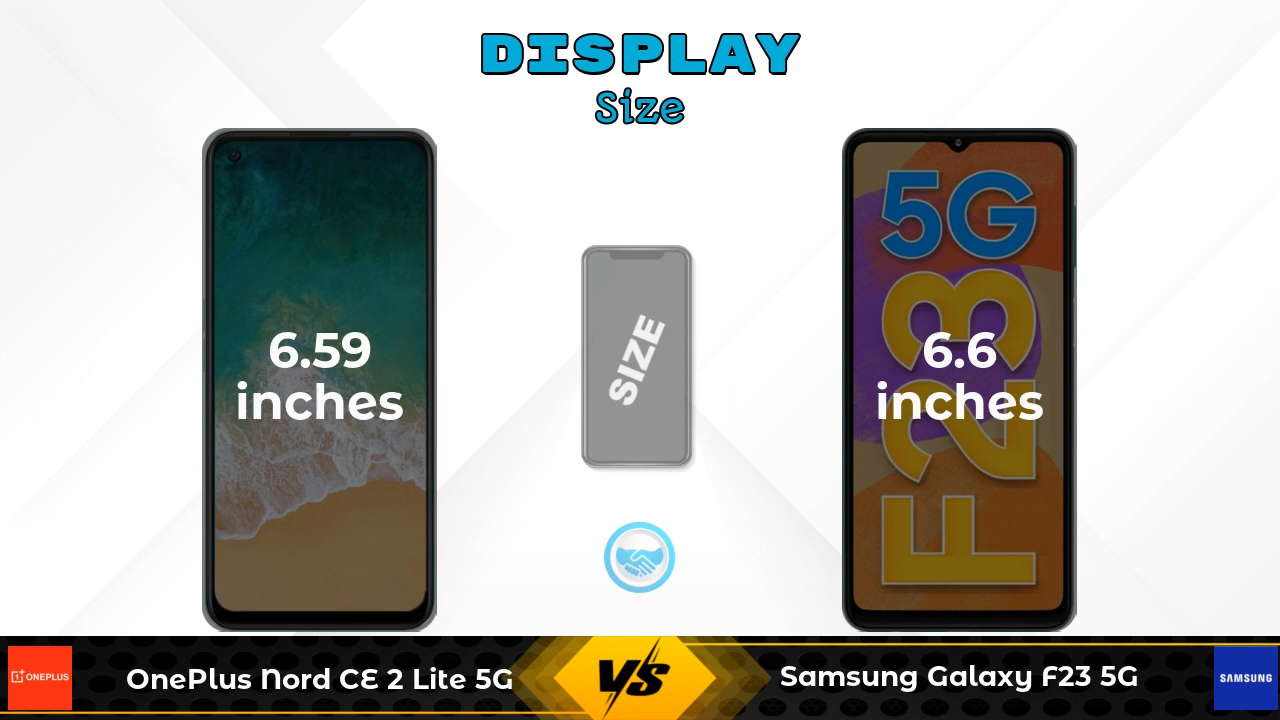 DISPLAY
Size
6.59
inches
SIZE
5G
F23
6.6
inches
ONEPLUS
OnePlus Nord CE 2 Lite 5G
VS
Samsung Galaxy F23 5G
SAMSUNG